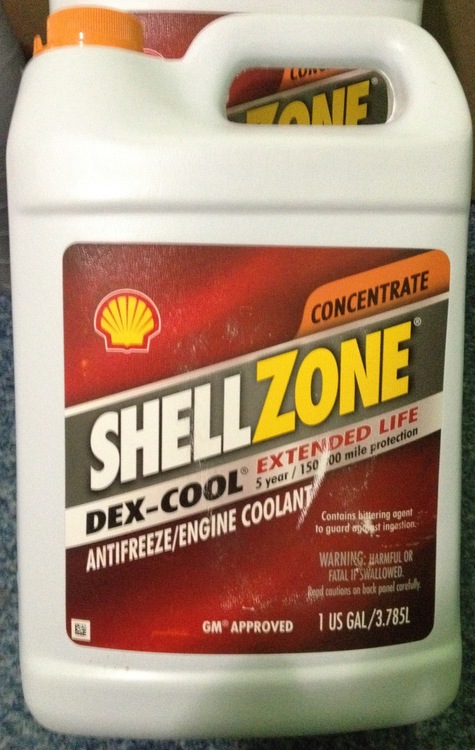 CONC
ZONE®
CONCENTRATE
SHELLZONE®
DEX-COOL®
EXTENDED LIFE
5 year / 150,000 mile protection
ANTIFREEZE/ENGINE COOLANT
Contains bittering agent
to guard against ingestion.
WARNING: HARMFUL OR
FATAL IF SWALLOWED.
Read cautions on back panel carefully.
GM® APPROVED
1 US GAL/3.785L